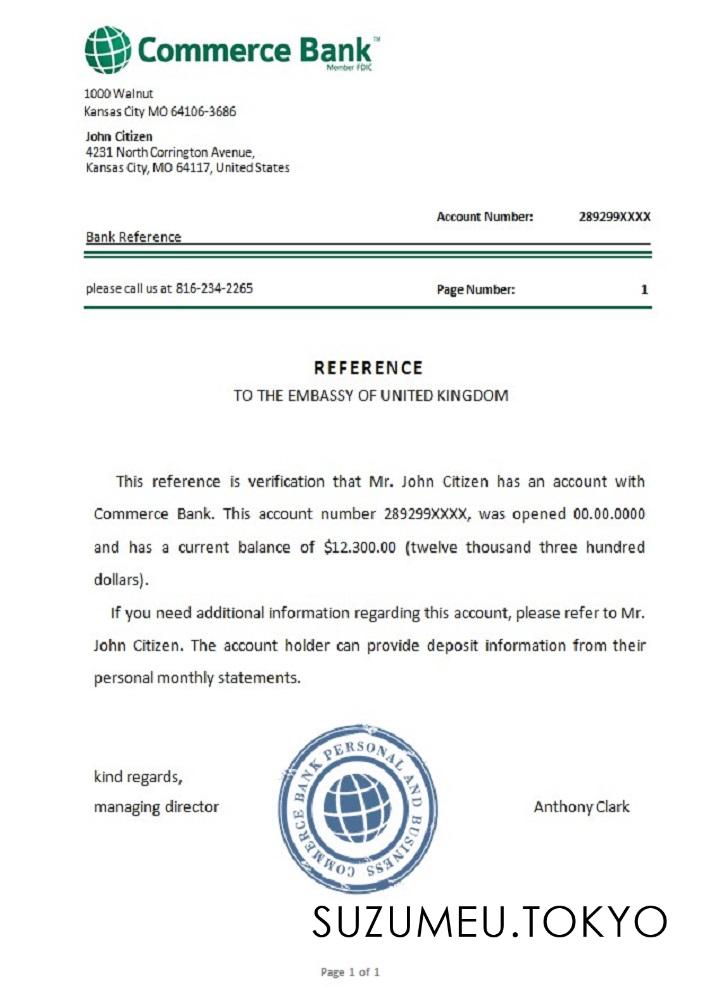 Commerce Bank™
Member FDIC
1000 Walnut
Kansas City MO 64106-3686
John Citizen
4231 North Corrington Avenue,
Kansas City, MO 64117, United States
Account Number: 289299XXXX
Bank Reference
please call us at 816-234-2265 Page Number: 1
REFERENCE
TO THE EMBASSY OF UNITED KINGDOM
This reference is verification that Mr. John Citizen has an account with
Commerce Bank. This account number 289299XXXX, was opened 00.00.0000
and has a current balance of $12.300.00 (twelve thousand three hundred
dollars).
If you need additional information regarding this account, please refer to Mr.
John Citizen. The account holder can provide deposit information from their
personal monthly statements.
COMMERCE BANK PERSONAL AND BUSINESS
kind regards,
managing director Anthony Clark
SUZUMEU.TOKYO
Page 1 of 1